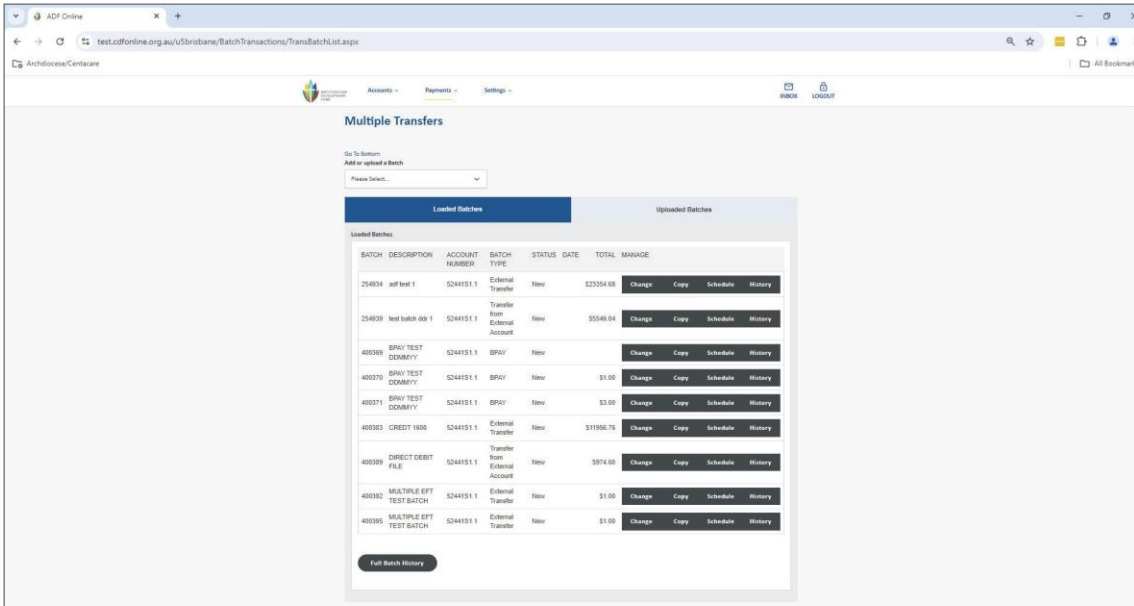 ADF Online
test.cdfonline.org.au/uSbrisbane/BatchTransactions/TransBatchList.aspx
Archdiocese/Centacare
All Bookmar
Accounts
Payments
Settings
INBOX
LOGOUT
Multiple Transfers
Go To Bottom
Add or upload a Batch
Please Select...
Loaded Batches
Uploaded Batches
Loaded Batches
BATCH DESCRIPTION ACCOUNT NUMBER BATCH TYPE STATUS DATE TOTAL MANAGE
254934 adf test 1 52441S1.1 External Transfer New $23354.68 Change Copy Schedule History
254939 test batch ddr 1 52441S1.1 Transfer from External Account New $5549.04 Change Copy Schedule History
400369 BPAY TEST DDMMYY 52441S1.1 BPAY New Change Copy Schedule History
400370 BPAY TEST DDMMYY 52441S1.1 BPAY New $1.00 Change Copy Schedule History
400371 BPAY TEST DDMMYY 52441S1.1 BPAY New $3.00 Change Copy Schedule History
400383 CREDT 1608 52441S1.1 External Transfer New $11956.76 Change Copy Schedule History
400389 DIRECT DEBIT FILE 52441S1.1 Transfer from External Account New $974.60 Change Copy Schedule History
400392 MULTIPLE EFT TEST BATCH 52441S1.1 External Transfer New $1.00 Change Copy Schedule History
400395 MULTIPLE EFT TEST BATCH 52441S1.1 External Transfer New $1.00 Change Copy Schedule History
Full Batch History